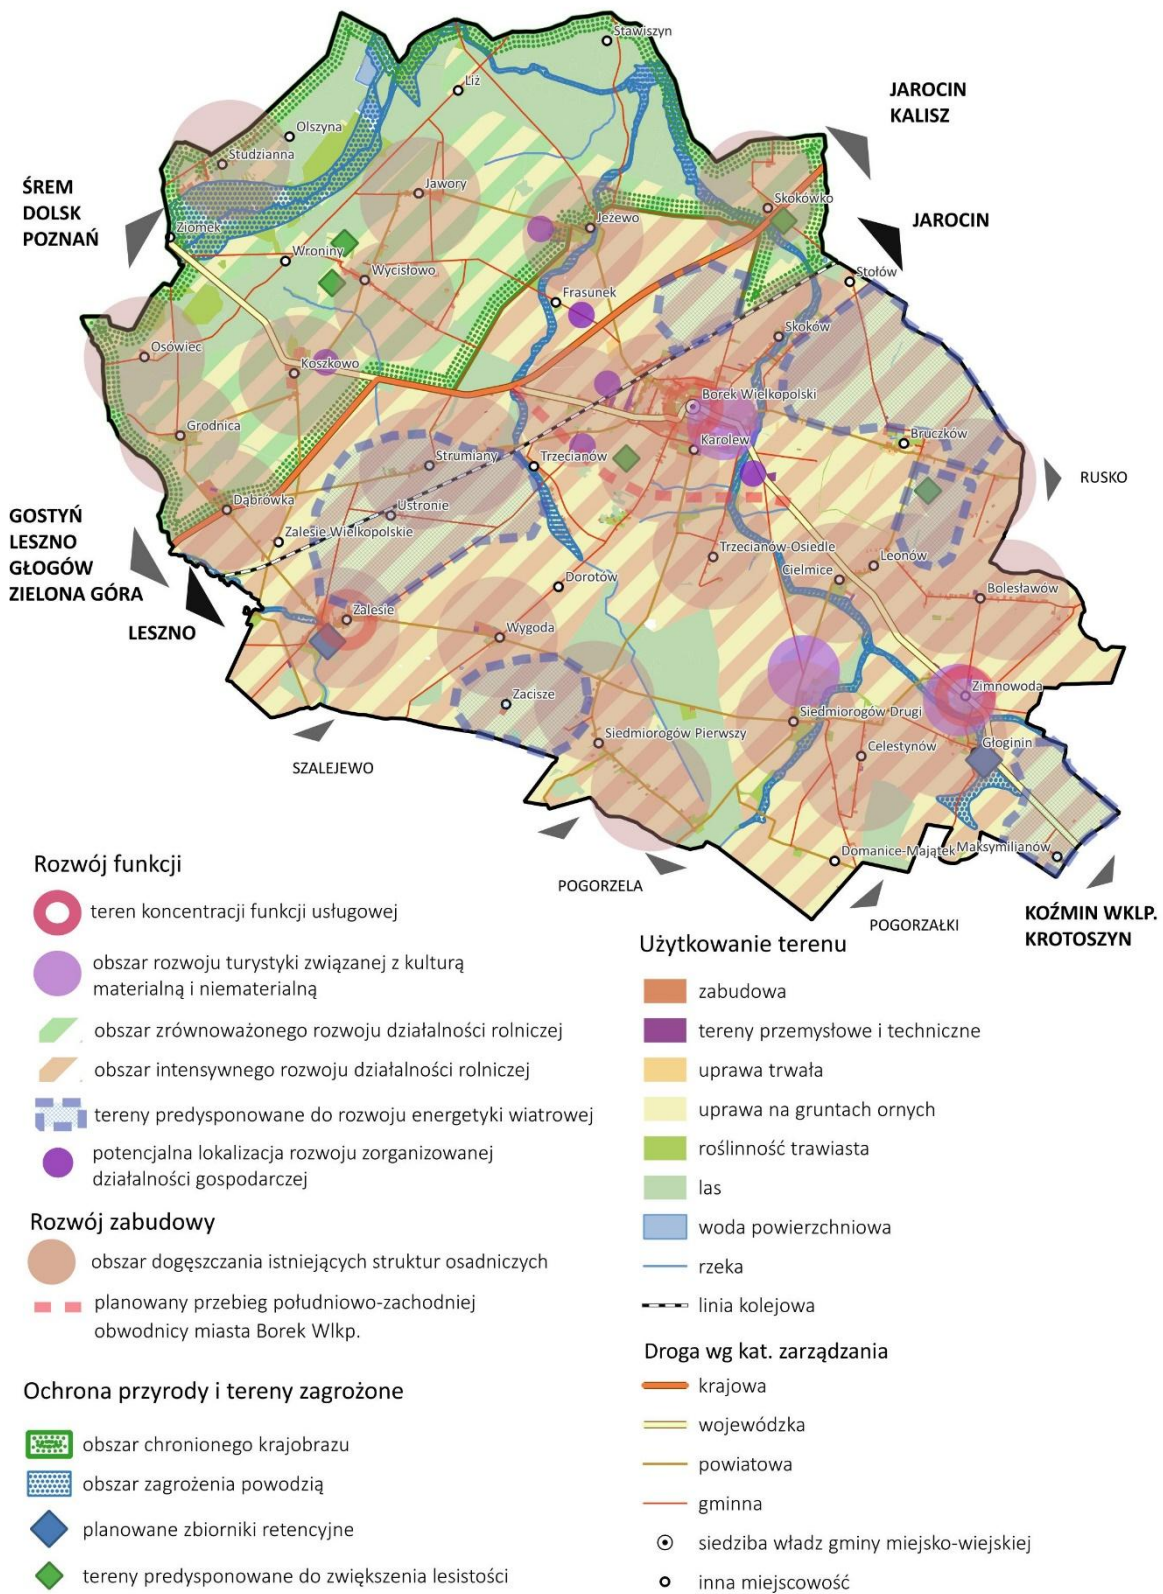 Stawiszyn
Liż
JAROCIN
KALISZ
Olszyna
Studzianna
Jawory
ŚREM
DOLSK
POZNAŃ
Skokówko
Ziomek
Jeżewo
JAROCIN
Wroniny
Wycisłowo
Stołów
Frasunek
Skoków
Osówiec
Koszkowo
Borek Wielkopolski
Grodnica
Karolew
Bruczków
Strumiany
Trzecianów
RUSKO
Dąbrówka
Ustronie
GOSTYŃ
LESZNO
GŁOGÓW
ZIELONA GÓRA
Zalesie Wielkopolskie
Trzecianów-Osiedle
Leonów
Cielmice
Dorotów
Bolesławów
LESZNO
Zalesie
Wygoda
Zacisze
Zimnowoda
Siedmiorogów Drugi
Siedmiorogów Pierwszy
Celestynów
Głoginin
SZALEJEWO
Domanice-Majątek
Maksymilianów
POGORZELA
POGORZAŁKI
KOŹMIN WKLP.
KROTOSZYN
Rozwój funkcji
teren koncentracji funkcji usługowej
obszar rozwoju turystyki związanej z kulturą
materialną i niematerialną
obszar zrównoważonego rozwoju działalności rolniczej
obszar intensywnego rozwoju działalności rolniczej
tereny predysponowane do rozwoju energetyki wiatrowej
potencjalna lokalizacja rozwoju zorganizowanej
działalności gospodarczej
Rozwój zabudowy
obszar dogęszczania istniejących struktur osadniczych
planowany przebieg południowo-zachodniej
obwodnicy miasta Borek Wlkp.
Ochrona przyrody i tereny zagrożone
obszar chronionego krajobrazu
obszar zagrożenia powodzią
planowane zbiorniki retencyjne
tereny predysponowane do zwiększenia lesistości
Użytkowanie terenu
zabudowa
tereny przemysłowe i techniczne
uprawa trwała
uprawa na gruntach ornych
roślinność trawiasta
las
woda powierzchniowa
rzeka
linia kolejowa
Droga wg kat. zarządzania
krajowa
wojewódzka
powiatowa
gminna
siedziba władz gminy miejsko-wiejskiej
inna miejscowość